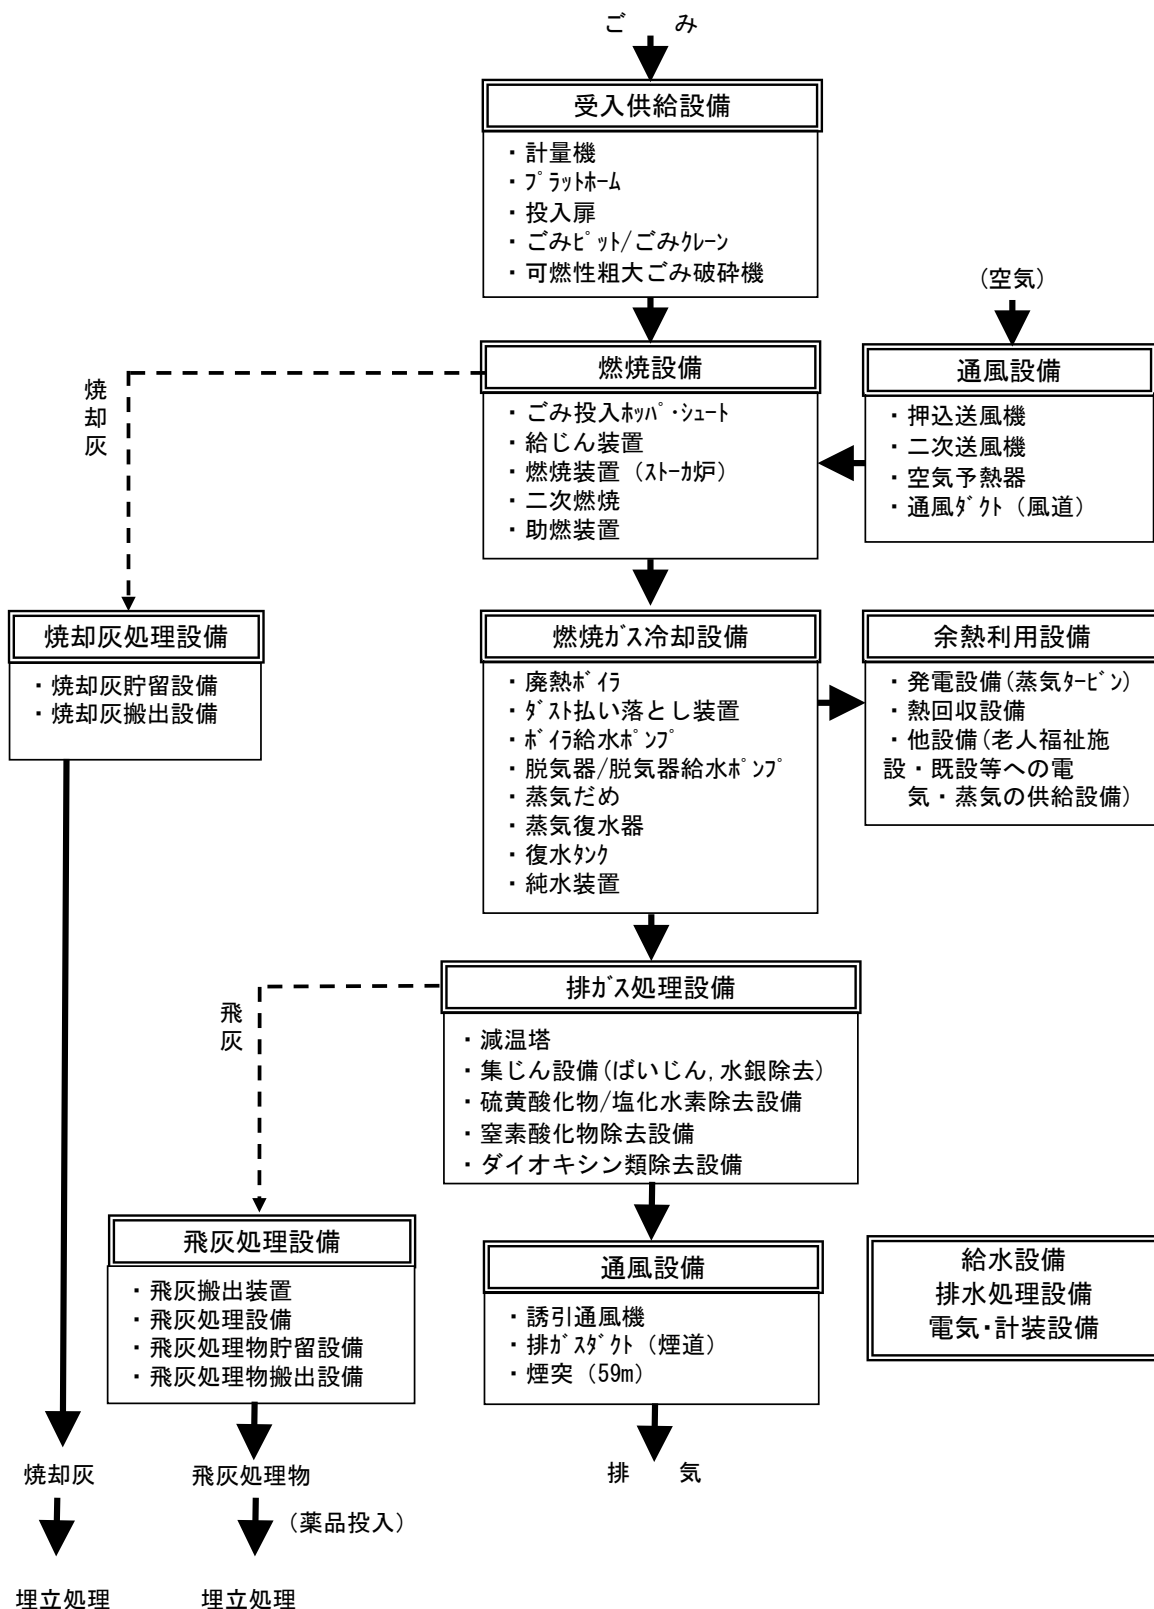 ご　み
受入供給設備
・計量機
・ﾌﾟﾗｯﾄﾎｰﾑ
・投入扉
・ごみﾋﾟｯﾄ/ごみｸﾚｰﾝ
・可燃性粗大ごみ破砕機
(空気)
燃焼設備
・ごみ投入ﾎｯﾊﾟ・ｼｭｰﾄ
・給じん装置
・燃焼装置（ｽﾄｰｶ炉）
・二次燃焼
・助燃装置
通風設備
・押込送風機
・二次送風機
・空気予熱器
・通風ﾀﾞｸﾄ（風道）
焼却灰
焼却灰処理設備
・焼却灰貯留設備
・焼却灰搬出設備
燃焼ｶﾞｽ冷却設備
・廃熱ﾎﾞｲﾗ
・ﾀﾞｽﾄ払い落とし装置
・ﾎﾞｲﾗ給水ﾎﾟﾝﾌﾟ
・脱気器/脱気器給水ﾎﾟﾝﾌﾟ
・蒸気だめ
・蒸気復水器
・復水ﾀﾝｸ
・純水装置
余熱利用設備
・発電設備(蒸気ﾀｰﾋﾞﾝ)
・熱回収設備
・他設備(老人福祉施
設・既設等への電
気・蒸気の供給設備)
排ｶﾞｽ処理設備
・減温塔
・集じん設備(ばいじん,水銀除去)
・硫黄酸化物/塩化水素除去設備
・窒素酸化物除去設備
・ダイオキシン類除去設備
飛灰
飛灰処理設備
・飛灰搬出装置
・飛灰処理設備
・飛灰処理物貯留設備
・飛灰処理物搬出設備
通風設備
・誘引通風機
・排ｶﾞｽﾀﾞｸﾄ（煙道）
・煙突（59m）
給水設備
排水処理設備
電気・計装設備
焼却灰
飛灰処理物
排　気
(薬品投入)
埋立処理
埋立処理